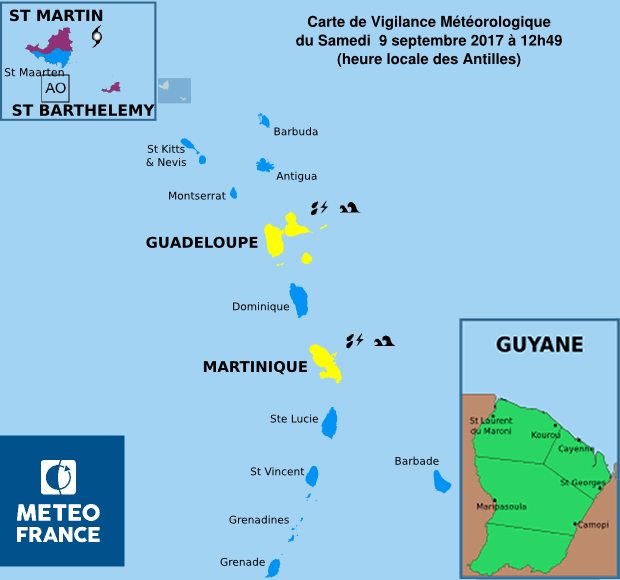 ST MARTIN
St Maarten
AO
ST BARTHELEMY
Carte de Vigilance Météorologique
du Samedi 9 septembre 2017 à 12h49
(heure locale des Antilles)
Barbuda
St Kitts
& Nevis
Antigua
Montserrat
GUADELOUPE
Dominique
MARTINIQUE
Ste Lucie
Barbade
St Vincent
Grenadines
Grenade
METEO
FRANCE
GUYANE
St Laurent
du Maroni
Kourou
Cayenne
St Georges
Maripasoula
Camopi